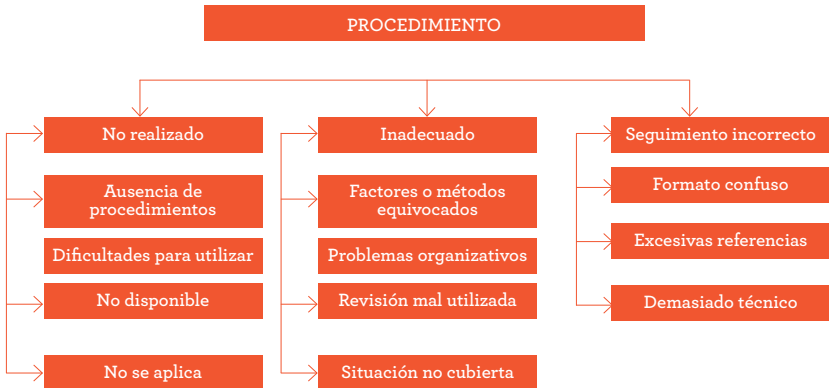 PROCEDIMIENTO
No realizado
Ausencia de
procedimientos
Dificultades para utilizar
No disponible
No se aplica
Inadecuado
Factores o métodos
equivocados
Problemas organizativos
Revisión mal utilizada
Situación no cubierta
Seguimiento incorrecto
Formato confuso
Excesivas referencias
Demasiado técnico